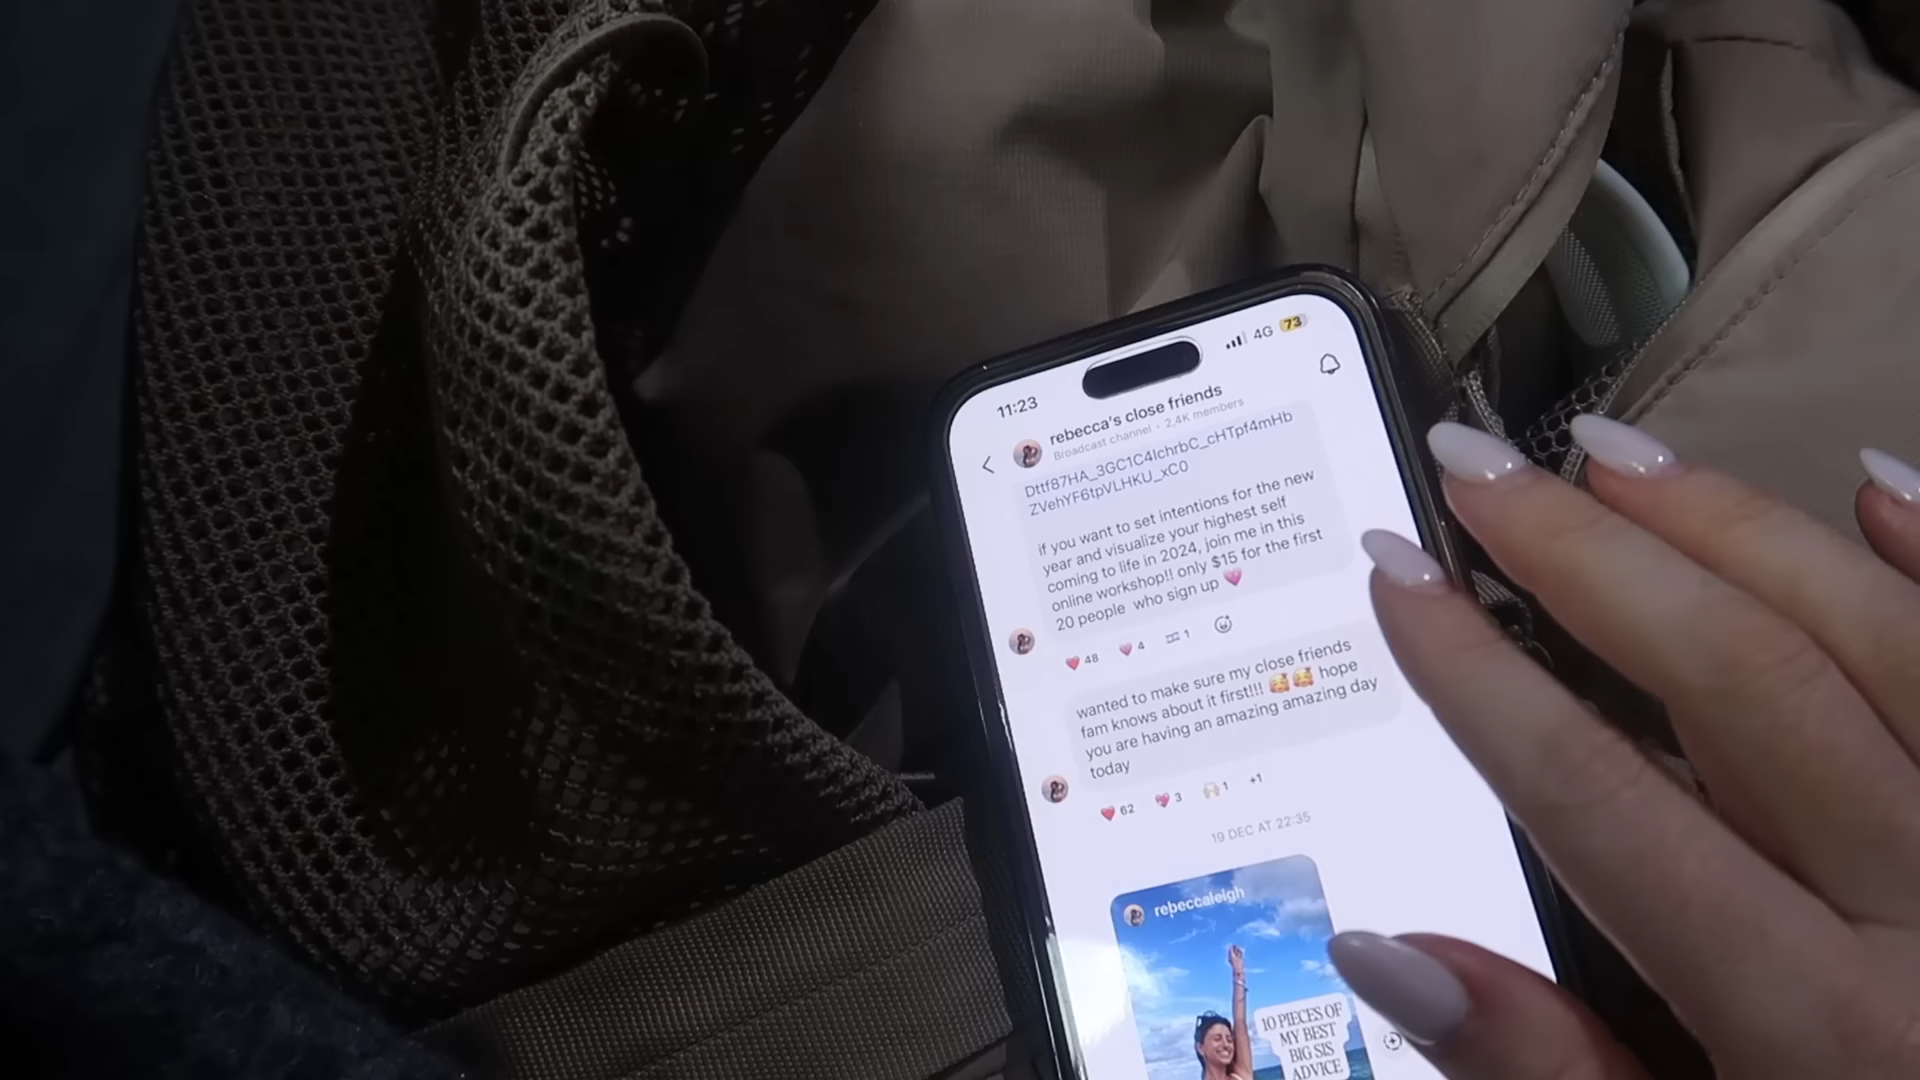 11:23
4G 73
rebecca's close friends
Broadcast channel · 2,4K members
Dttf87HA_3GC1C4IchrbC_cHTpf4mHb
ZVehYF6tpVLHKU_xC0
if you want to set intentions for the new
year and visualize your highest self
coming to life in 2024, join me in this
online workshop!! only $15 for the first
20 people who sign up 💗
❤️ 48 💗 4 1
wanted to make sure my close friends
fam knows about it first!!! 🥰🥰 hope
you are having an amazing amazing day
today
❤️ 62 💖 3 🙌 1 +1
19 DEC AT 22:35
rebeccaleigh
10 PIECES OF
MY BEST
BIG SIS
ADVICE